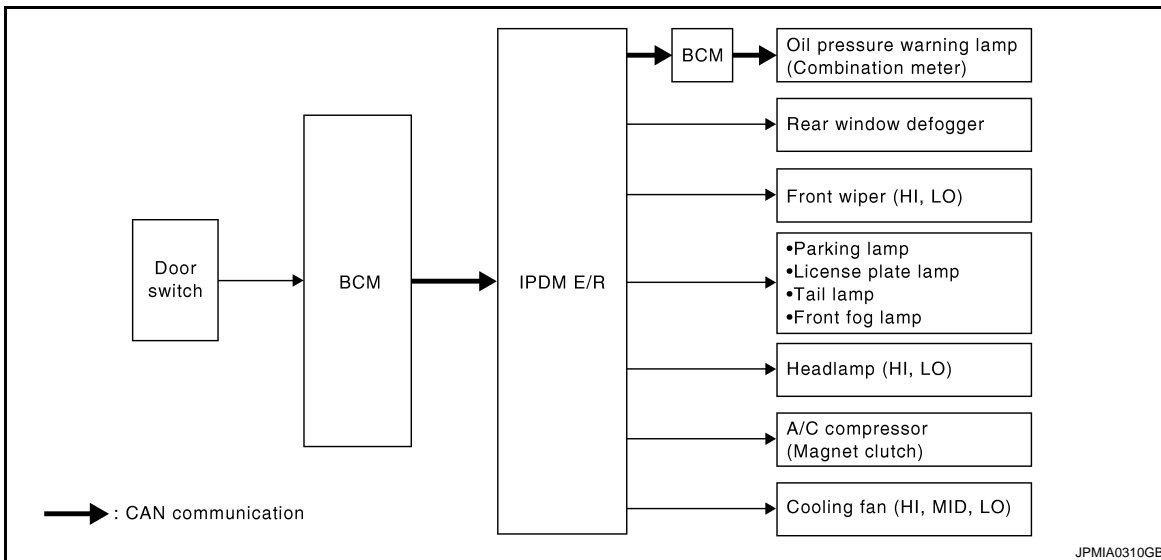 BCM
Oil pressure warning lamp
(Combination meter)
Rear window defogger
Front wiper (HI, LO)
Door
switch
BCM
IPDM E/R
•Parking lamp
•License plate lamp
•Tail lamp
•Front fog lamp
Headlamp (HI, LO)
A/C compressor
(Magnet clutch)
Cooling fan (HI, MID, LO)
: CAN communication
JPMIA0310GB